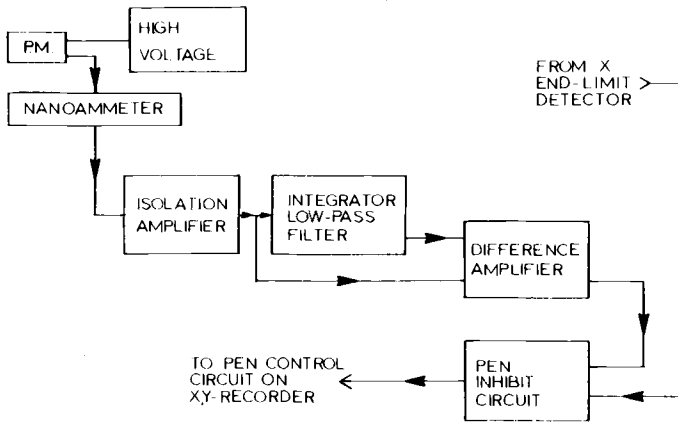 HIGH
VOLTAGE
P.M.
NANOAMMETER
FROM X
END-LIMIT
DETECTOR
ISOLATION
AMPLIFIER
INTEGRATOR
LOW-PASS
FILTER
DIFFERENCE
AMPLIFIER
TO PEN CONTROL
CIRCUIT ON
X,Y-RECORDER
PEN
INHIBIT
CIRCUIT